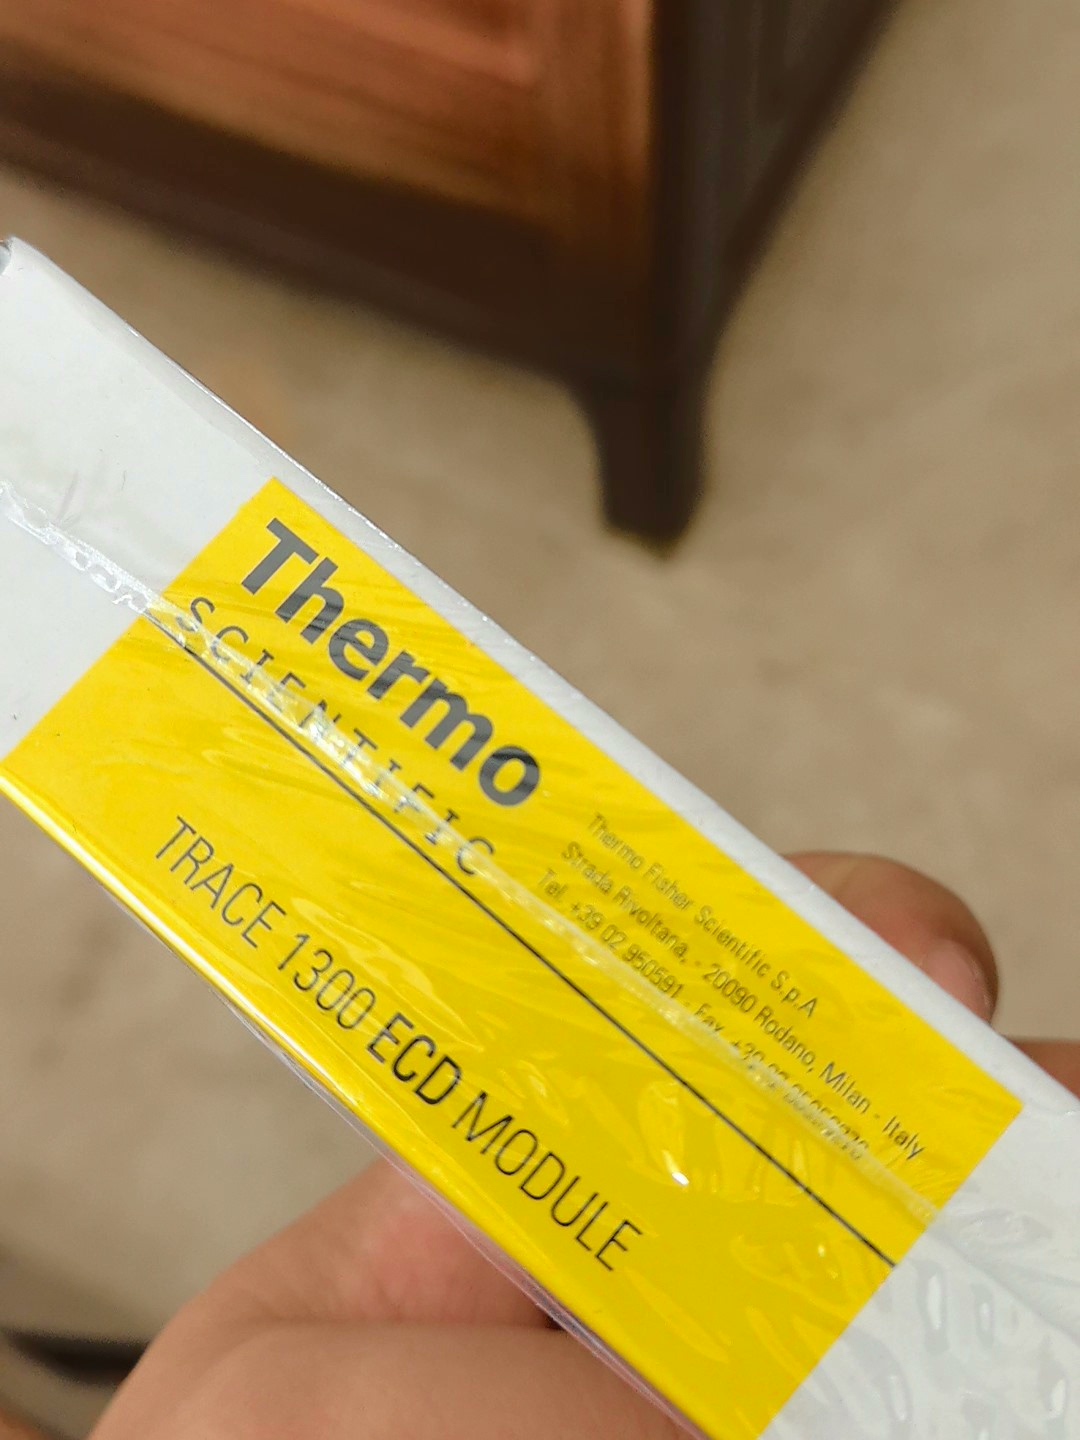 Thermo
SCIENTIFIC
Thermo Fisher Scientific S.p.A
Strada Rivoltana, - 20090 Rodano, Milan - Italy
Tel. +39 02 950591 - Fax
TRACE 1300 ECD MODULE